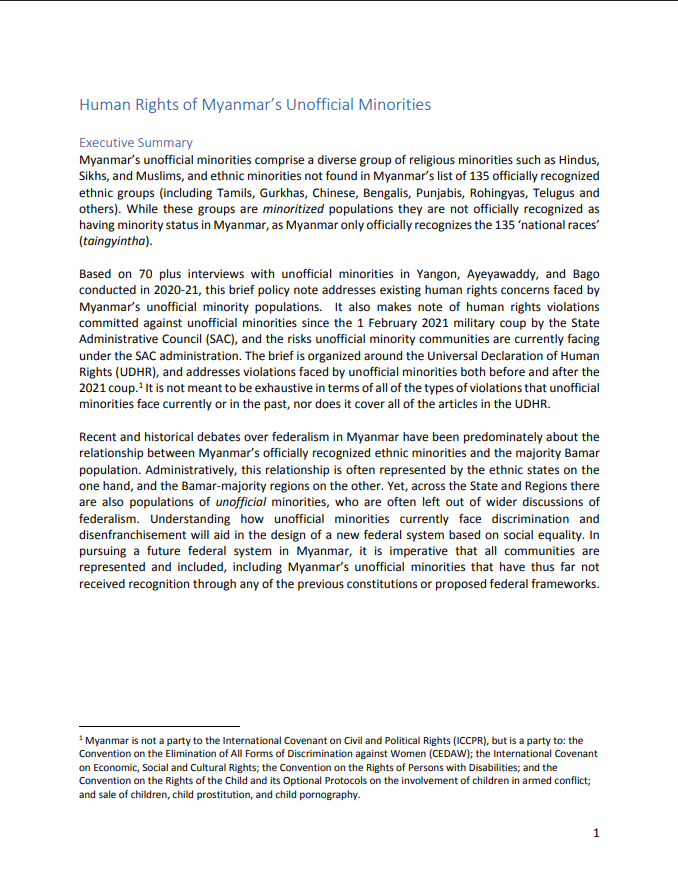 Human Rights of Myanmar's Unofficial Minorities
Executive Summary
Myanmar's unofficial minorities comprise a diverse group of religious minorities such as Hindus,
Sikhs, and Muslims, and ethnic minorities not found in Myanmar's list of 135 officially recognized
ethnic groups (including Tamils, Gurkhas, Chinese, Bengalis, Punjabis, Rohingyas, Telugus and
others). While these groups are minoritized populations they are not officially recognized as
having minority status in Myanmar, as Myanmar only officially recognizes the 135 'national races'
(taingyintha).
Based on 70 plus interviews with unofficial minorities in Yangon, Ayeyawaddy, and Bago
conducted in 2020-21, this brief policy note addresses existing human rights concerns faced by
Myanmar's unofficial minority populations. It also makes note of human rights violations
committed against unofficial minorities since the 1 February 2021 military coup by the State
Administrative Council (SAC), and the risks unofficial minority communities are currently facing
under the SAC administration. The brief is organized around the Universal Declaration of Human
Rights (UDHR), and addresses violations faced by unofficial minorities both before and after the
2021 coup.¹ It is not meant to be exhaustive in terms of all of the types of violations that unofficial
minorities face currently or in the past, nor does it cover all of the articles in the UDHR.
Recent and historical debates over federalism in Myanmar have been predominately about the
relationship between Myanmar's officially recognized ethnic minorities and the majority Bamar
population. Administratively, this relationship is often represented by the ethnic states on the
one hand, and the Bamar-majority regions on the other. Yet, across the State and Regions there
are also populations of unofficial minorities, who are often left out of wider discussions of
federalism. Understanding how unofficial minorities currently face discrimination and
disenfranchisement will aid in the design of a new federal system based on social equality. In
pursuing a future federal system in Myanmar, it is imperative that all communities are
represented and included, including Myanmar's unofficial minorities that have thus far not
received recognition through any of the previous constitutions or proposed federal frameworks.
¹ Myanmar is not a party to the International Covenant on Civil and Political Rights (ICCPR), but is a party to: the
Convention on the Elimination of All Forms of Discrimination against Women (CEDAW); the International Covenant
on Economic, Social and Cultural Rights; the Convention on the Rights of Persons with Disabilities; and the
Convention on the Rights of the Child and its Optional Protocols on the involvement of children in armed conflict;
and sale of children, child prostitution, and child pornography.
1